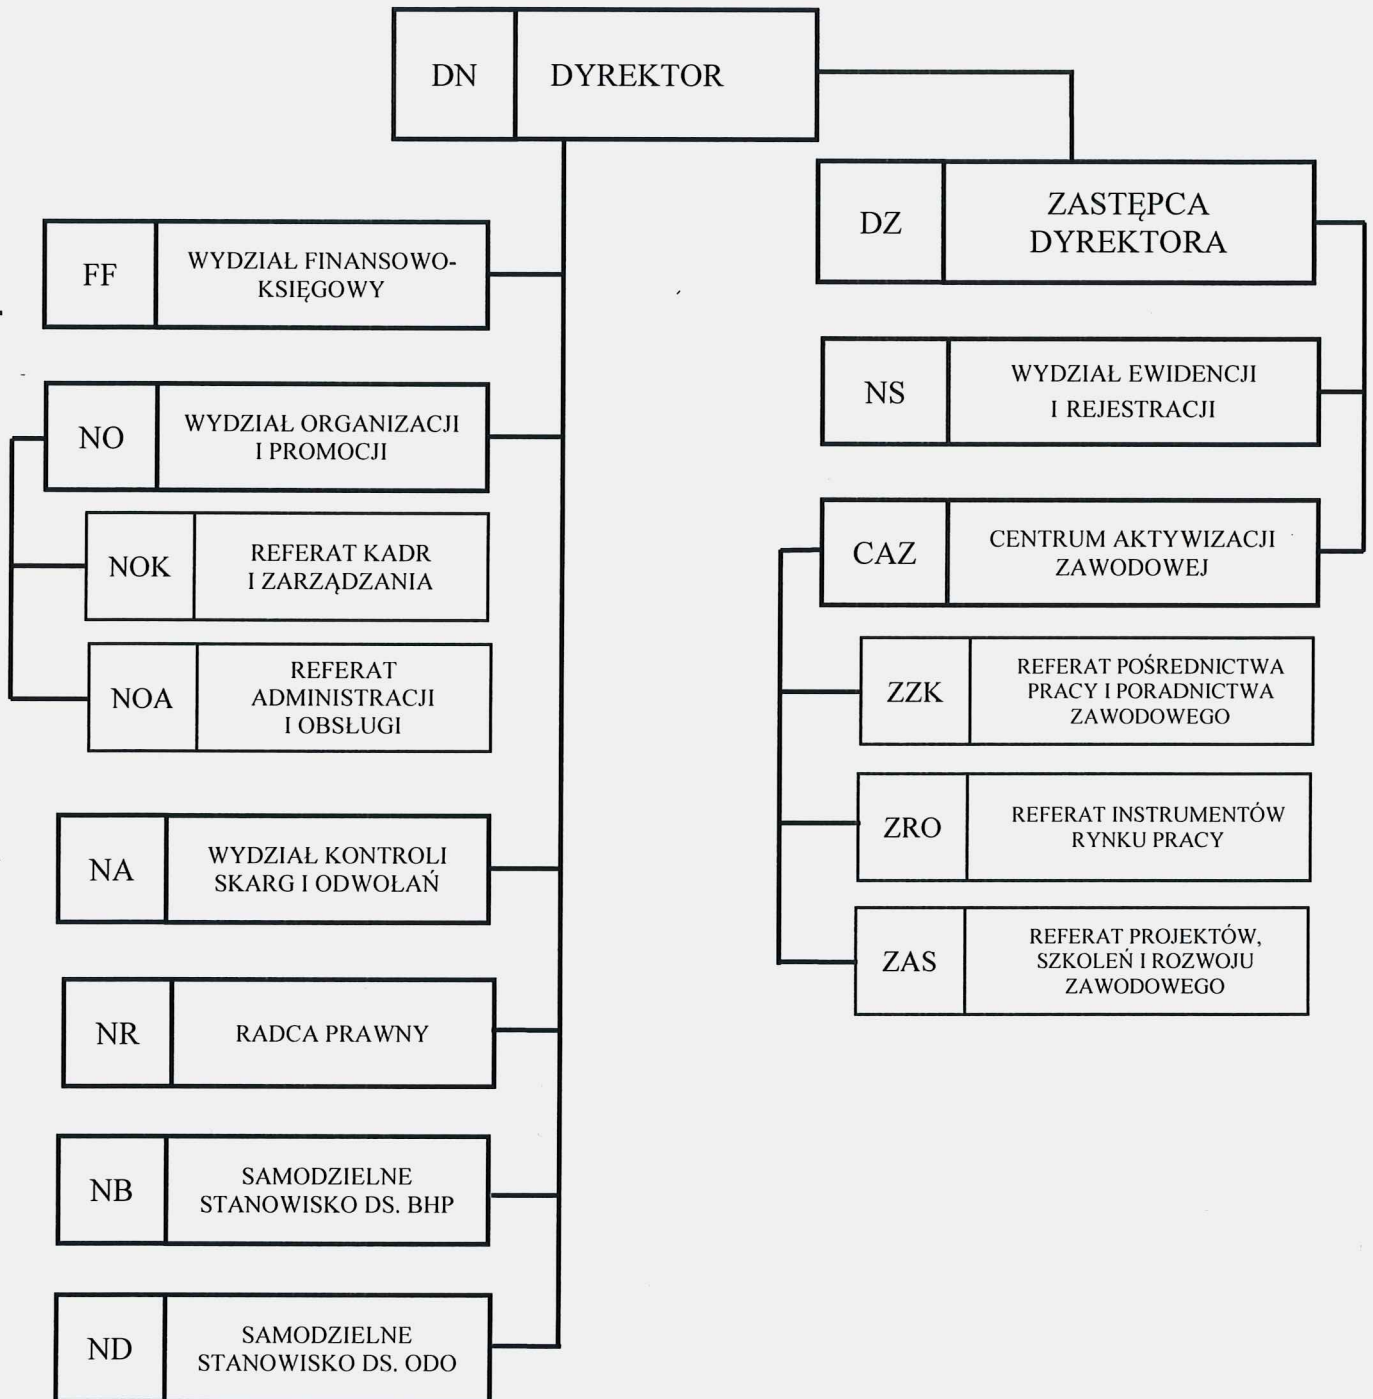 DN DYREKTOR
DZ ZASTĘPCA
DYREKTORA
FF WYDZIAŁ FINANSOWO-
KSIĘGOWY
NO WYDZIAŁ ORGANIZACJI
I PROMOCJI
NOK REFERAT KADR
I ZARZĄDZANIA
NOA REFERAT
ADMINISTRACJI
I OBSŁUGI
NA WYDZIAŁ KONTROLI
SKARG I ODWOŁAŃ
NR RADCA PRAWNY
NB SAMODZIELNE
STANOWISKO DS. BHP
ND SAMODZIELNE
STANOWISKO DS. ODO
NS WYDZIAŁ EWIDENCJI
I REJESTRACJI
CAZ CENTRUM AKTYWIZACJI
ZAWODOWEJ
ZZK REFERAT POŚREDNICTWA
PRACY I PORADNICTWA
ZAWODOWEGO
ZRO REFERAT INSTRUMENTÓW
RYNKU PRACY
ZAS REFERAT PROJEKTÓW,
SZKOLEŃ I ROZWOJU
ZAWODOWEGO